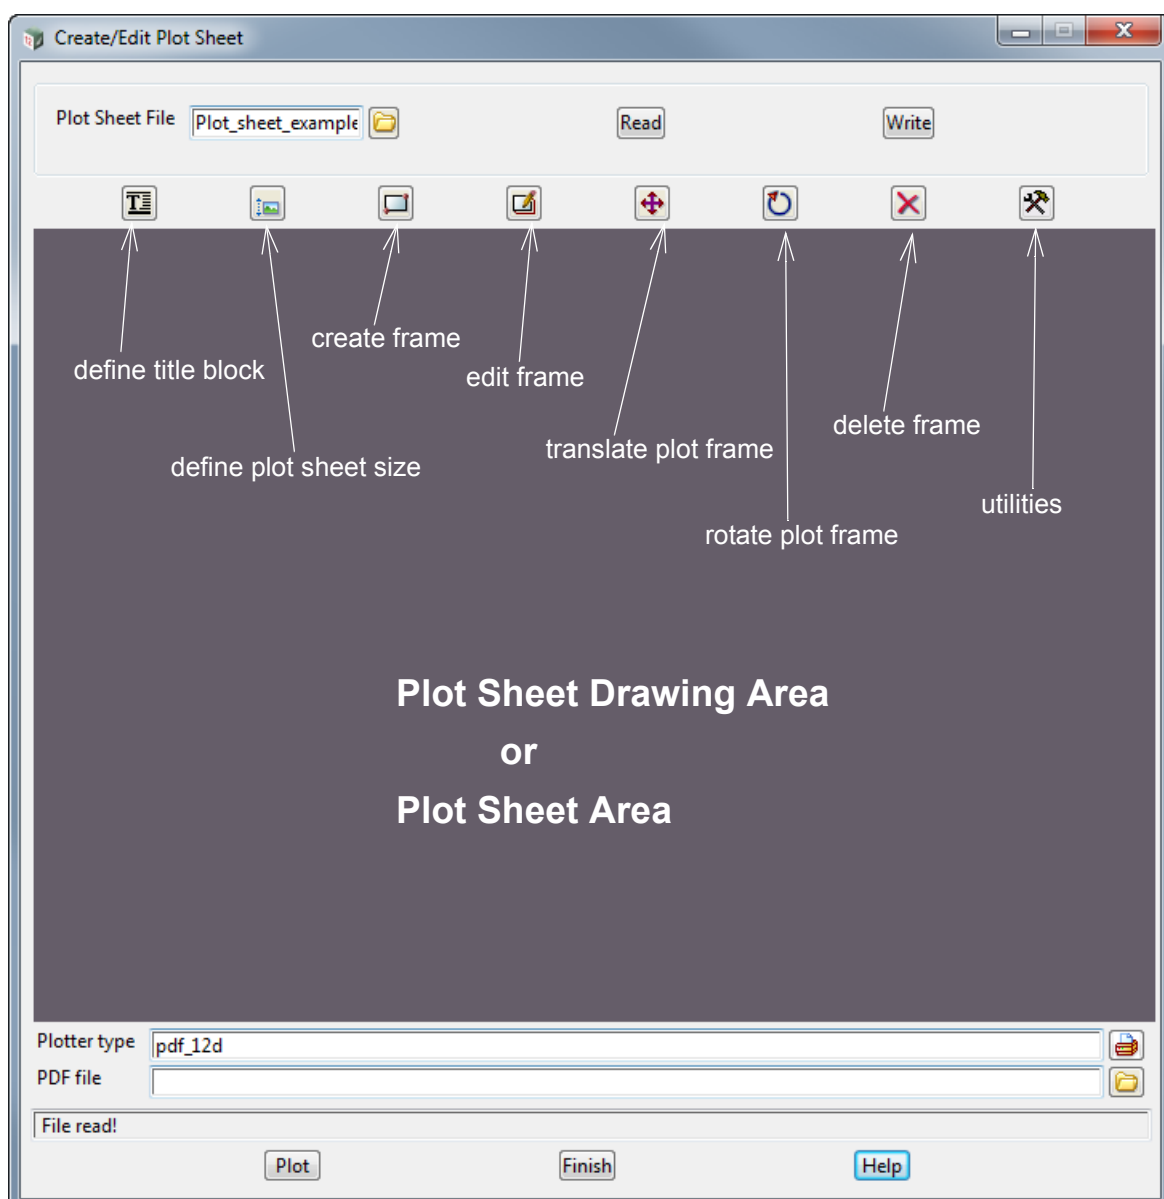 Create/Edit Plot Sheet
Plot Sheet File Plot_sheet_example Read Write
create frame
define title block
edit frame
delete frame
translate plot frame
define plot sheet size
utilities
rotate plot frame
Plot Sheet Drawing Area
or
Plot Sheet Area
Plotter type pdf_12d
PDF file
File read!
Plot Finish Help